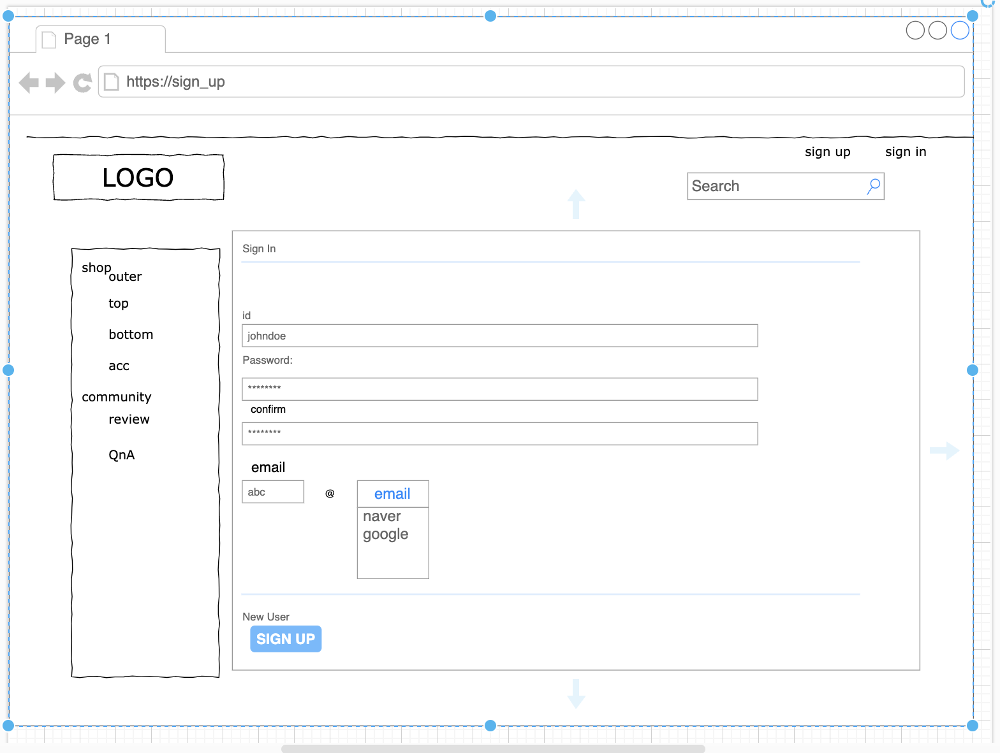 Page 1
https://sign_up
sign up
sign in
LOGO
Search
Sign In
shop
outer
top
bottom
acc
community
review
QnA
id
johndoe
Password:
********
confirm
********
email
abc
@
email
naver
google
New User
SIGN UP